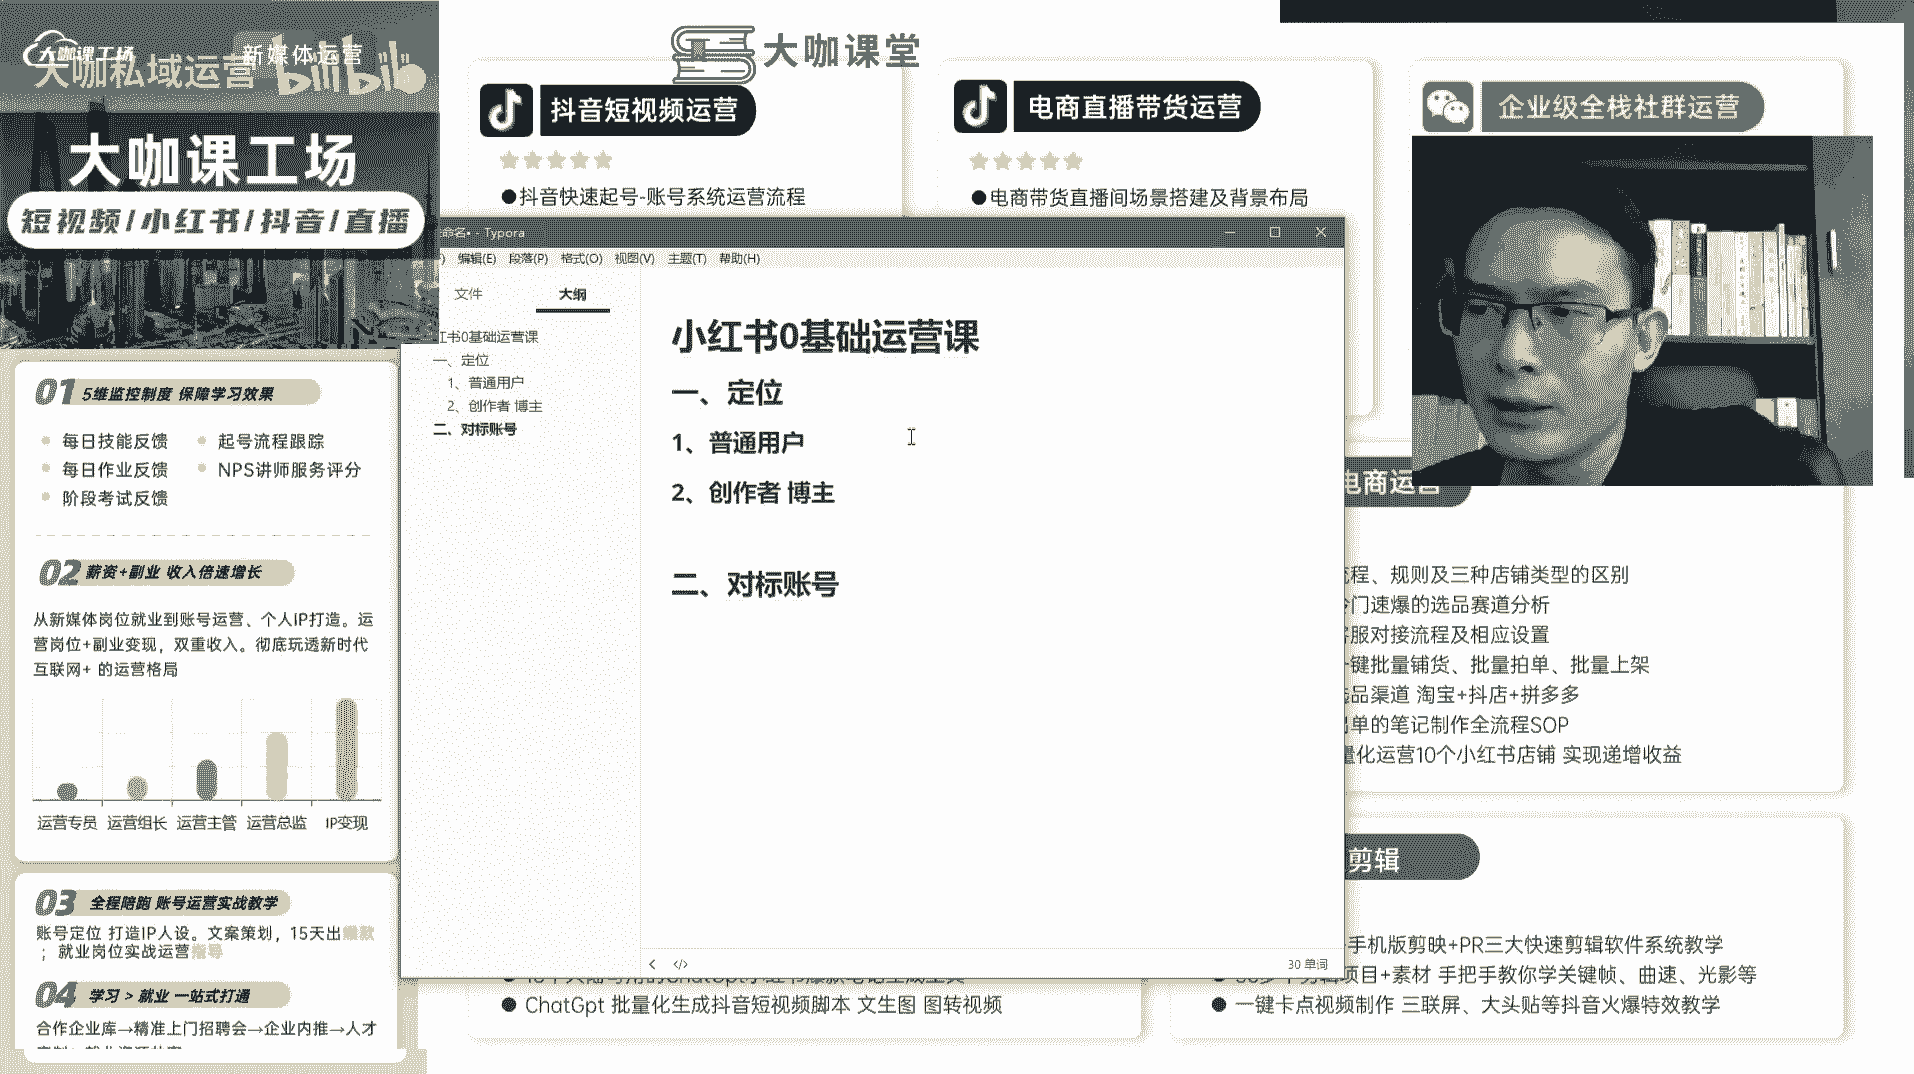 大咖课工场
新媒体运营
大咖私域运营
bilibili
大咖课工场
短视频/小红书/抖音/直播
01 5维监控制度 保障学习效果
每日技能反馈
起号流程跟踪
每日作业反馈
NPS讲师服务评分
阶段考试反馈
02 薪资+副业 收入倍速增长
从新媒体岗位就业到账号运营、个人IP打造。运
营岗位+副业变现，双重收入。彻底玩透新时代
互联网+ 的运营格局
运营专员 运营组长 运营主管 运营总监 IP变现
03 全程陪跑 账号运营实战教学
账号定位 打造IP人设。文案策划，15天出爆款
；就业岗位实战运营指导
04 学习 > 就业 一站式打通
合作企业库→精准上门招聘会→企业内推→人才
大咖课堂
抖音短视频运营
●抖音快速起号-账号系统运营流程
电商直播带货运营
●电商带货直播间场景搭建及背景布局
企业级全栈社群运营
命名• - Typora
) 编辑(E) 段落(P) 格式(O) 视图(V) 主题(T) 帮助(H)
文件 大纲
红书0基础运营课
一、定位
1、普通用户
2、创作者 博主
二、对标账号
小红书0基础运营课
一、定位
1、普通用户
2、创作者 博主
二、对标账号
</>
30 单词
电商运营
流程、规则及三种店铺类型的区别
冷门速爆的选品赛道分析
客服对接流程及相应设置
一键批量铺货、批量拍单、批量上架
选品渠道 淘宝+抖店+拼多多
出单的笔记制作全流程SOP
量化运营10个小红书店铺 实现递增收益
剪辑
手机版剪映+PR三大快速剪辑软件系统教学
项目+素材 手把手教你学关键帧、曲速、光影等
● 一键卡点视频制作 三联屏、大头贴等抖音火爆特效教学
● ChatGpt 批量化生成抖音短视频脚本 文生图 图转视频